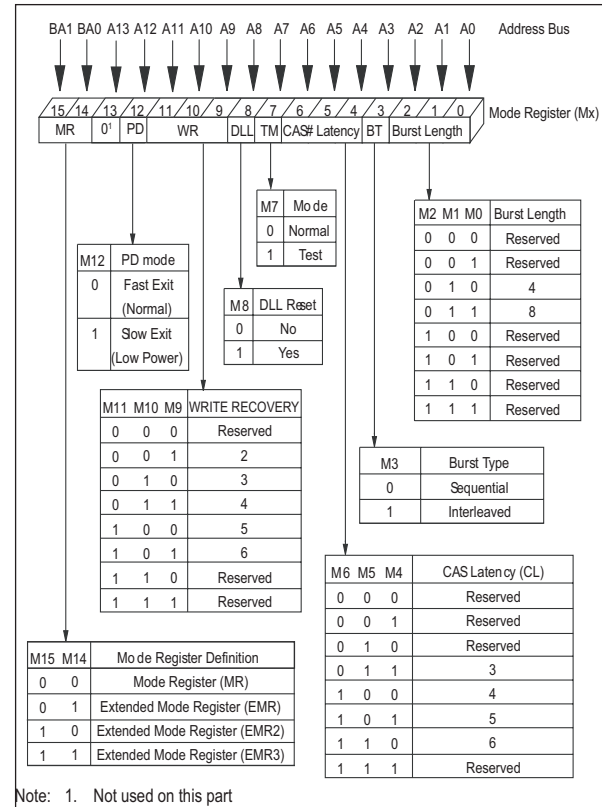 BA1 BA0 A13 A12 A11 A10 A9 A8 A7 A6 A5 A4 A3 A2 A1 A0 Address Bus
15 14 13 12 11 10 9 8 7 6 5 4 3 2 1 0 Mode Register (Mx)
MR 0¹ PD WR DLL TM CAS# Latency BT Burst Length
M12 PD mode
0 Fast Exit
(Normal)
1 Slow Exit
(Low Power)
M7 Mode
0 Normal
1 Test
M8 DLL Reset
0 No
1 Yes
M2 M1 M0 Burst Length
0 0 0 Reserved
0 0 1 Reserved
0 1 0 4
0 1 1 8
1 0 0 Reserved
1 0 1 Reserved
1 1 0 Reserved
1 1 1 Reserved
M11 M10 M9 WRITE RECOVERY
0 0 0 Reserved
0 0 1 2
0 1 0 3
0 1 1 4
1 0 0 5
1 0 1 6
1 1 0 Reserved
1 1 1 Reserved
M3 Burst Type
0 Sequential
1 Interleaved
M6 M5 M4 CAS Latency (CL)
0 0 0 Reserved
0 0 1 Reserved
0 1 0 Reserved
0 1 1 3
1 0 0 4
1 0 1 5
1 1 0 6
1 1 1 Reserved
M15 M14 Mode Register Definition
0 0 Mode Register (MR)
0 1 Extended Mode Register (EMR)
1 0 Extended Mode Register (EMR2)
1 1 Extended Mode Register (EMR3)
Note: 1. Not used on this part